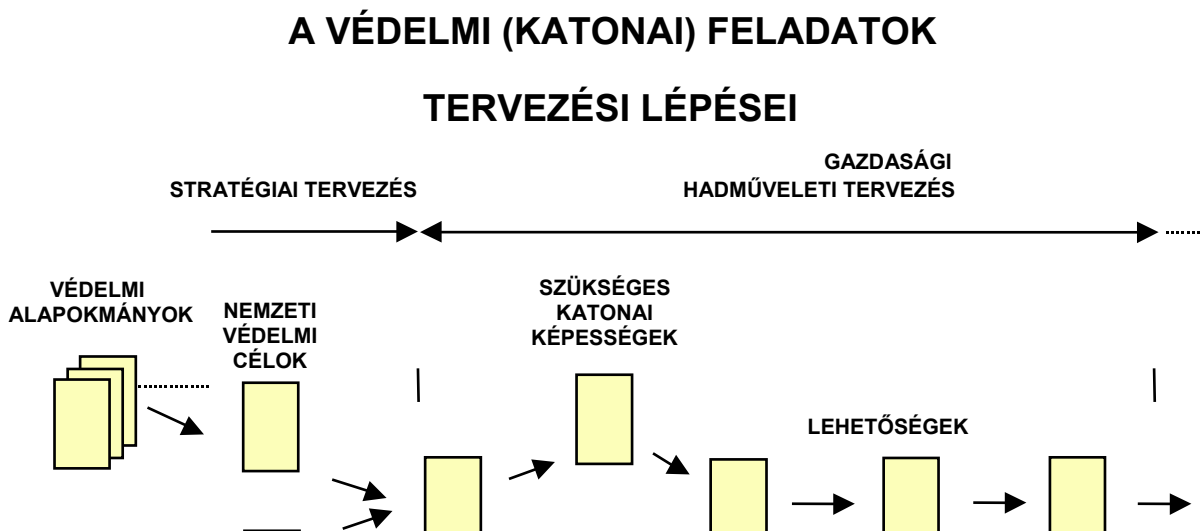 A VÉDELMI (KATONAI) FELADATOK
TERVEZÉSI LÉPÉSEI
STRATÉGIAI TERVEZÉS
GAZDASÁGI
HADMŰVELETI TERVEZÉS
VÉDELMI
ALAPOKMÁNYOK
NEMZETI
VÉDELMI
CÉLOK
SZÜKSÉGES
KATONAI
KÉPESSÉGEK
LEHETŐSÉGEK